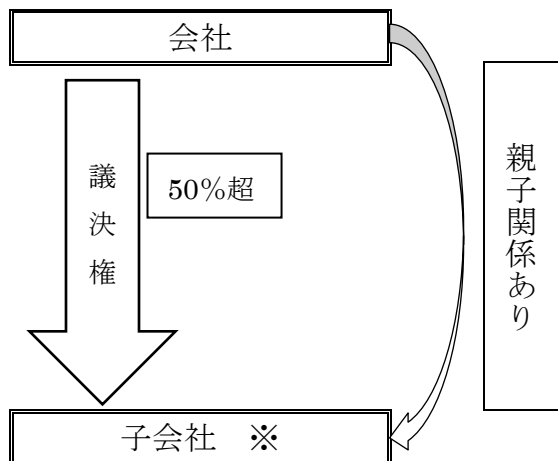 会社
議決権
50％超
親子関係あり
子会社　※